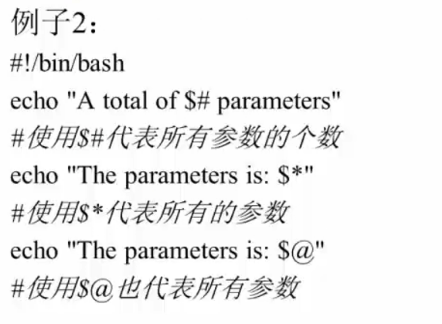 例子2：
#!/bin/bash
echo "A total of $# parameters"
#使用$#代表所有参数的个数
echo "The parameters is: $*"
#使用$*代表所有的参数
echo "The parameters is: $@"
#使用$@也代表所有参数